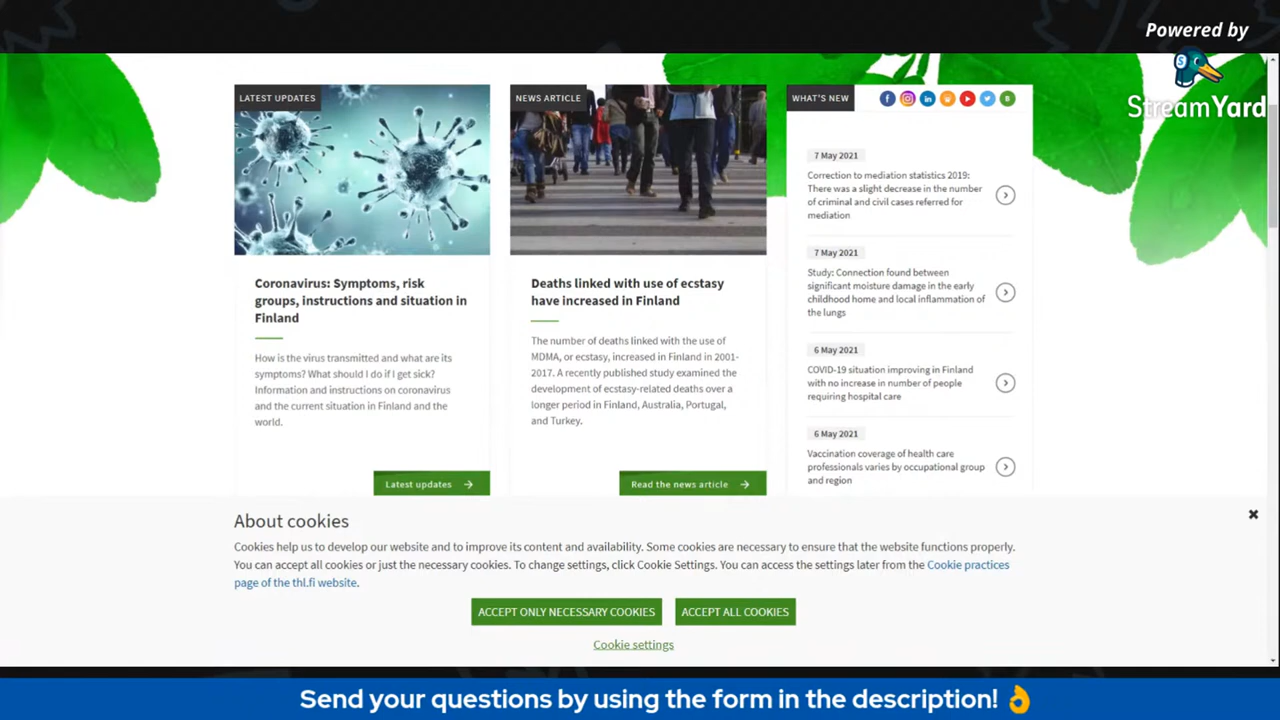 Powered by
StreamYard
LATEST UPDATES
Coronavirus: Symptoms, risk
groups, instructions and situation in
Finland
How is the virus transmitted and what are its
symptoms? What should I do if I get sick?
Information and instructions on coronavirus
and the current situation in Finland and the
world.
Latest updates
NEWS ARTICLE
Deaths linked with use of ecstasy
have increased in Finland
The number of deaths linked with the use of
MDMA, or ecstasy, increased in Finland in 2001-
2017. A recently published study examined the
development of ecstasy-related deaths over a
longer period in Finland, Australia, Portugal,
and Turkey.
Read the news article
WHAT'S NEW
7 May 2021
Correction to mediation statistics 2019:
There was a slight decrease in the number
of criminal and civil cases referred for
mediation
7 May 2021
Study: Connection found between
significant moisture damage in the early
childhood home and local inflammation of
the lungs
6 May 2021
COVID-19 situation improving in Finland
with no increase in number of people
requiring hospital care
6 May 2021
Vaccination coverage of health care
professionals varies by occupational group
and region
About cookies
Cookies help us to develop our website and to improve its content and availability. Some cookies are necessary to ensure that the website functions properly.
You can accept all cookies or just the necessary cookies. To change settings, click Cookie Settings. You can access the settings later from the Cookie practices
page of the thl.fi website.
ACCEPT ONLY NECESSARY COOKIES
ACCEPT ALL COOKIES
Cookie settings
Send your questions by using the form in the description! 👌